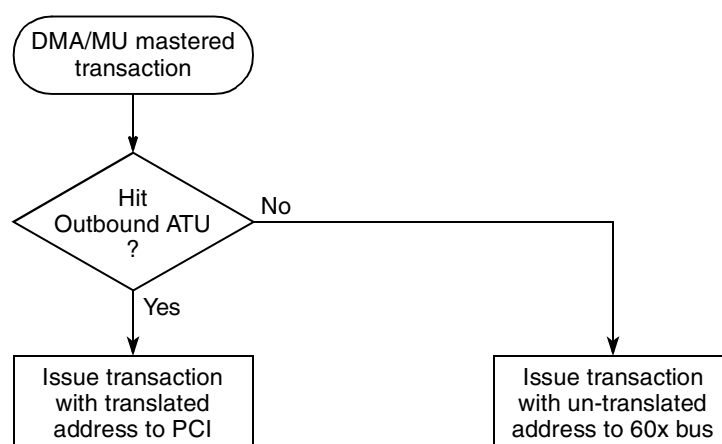 DMA/MU mastered
transaction
Hit
Outbound ATU
?
No
Yes
Issue transaction
with translated
address to PCI
Issue transaction
with un-translated
address to 60x bus